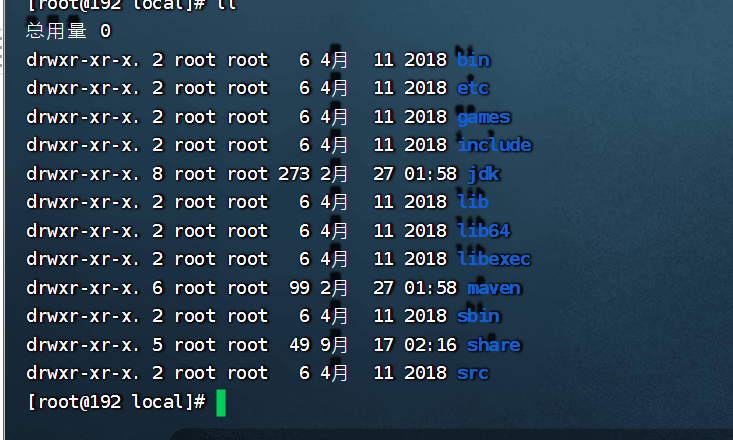 [root@192 local]# ll
总用量 0
drwxr-xr-x. 2 root root   6 4月   11 2018 bin
drwxr-xr-x. 2 root root   6 4月   11 2018 etc
drwxr-xr-x. 2 root root   6 4月   11 2018 games
drwxr-xr-x. 2 root root   6 4月   11 2018 include
drwxr-xr-x. 8 root root 273 2月   27 01:58 jdk
drwxr-xr-x. 2 root root   6 4月   11 2018 lib
drwxr-xr-x. 2 root root   6 4月   11 2018 lib64
drwxr-xr-x. 2 root root   6 4月   11 2018 libexec
drwxr-xr-x. 6 root root  99 2月   27 01:58 maven
drwxr-xr-x. 2 root root   6 4月   11 2018 sbin
drwxr-xr-x. 5 root root  49 9月   17 02:16 share
drwxr-xr-x. 2 root root   6 4月   11 2018 src
[root@192 local]#